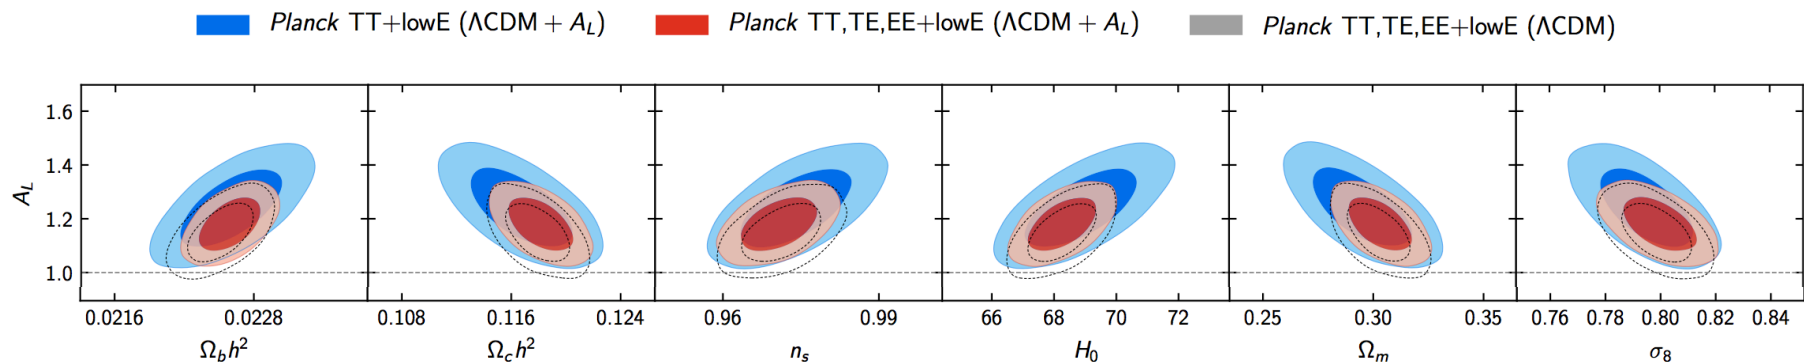 Planck TT+lowE (ΛCDM + A_L) Planck TT,TE,EE+lowE (ΛCDM + A_L) Planck TT,TE,EE+lowE (ΛCDM)
1.6
1.4
1.2
1.0
A_L
0.0216 0.0228 0.108 0.116 0.124 0.96 0.99 66 68 70 72 0.25 0.30 0.35 0.76 0.78 0.80 0.82 0.84
Ω_b h² Ω_c h² n_s H_0 Ω_m σ_8